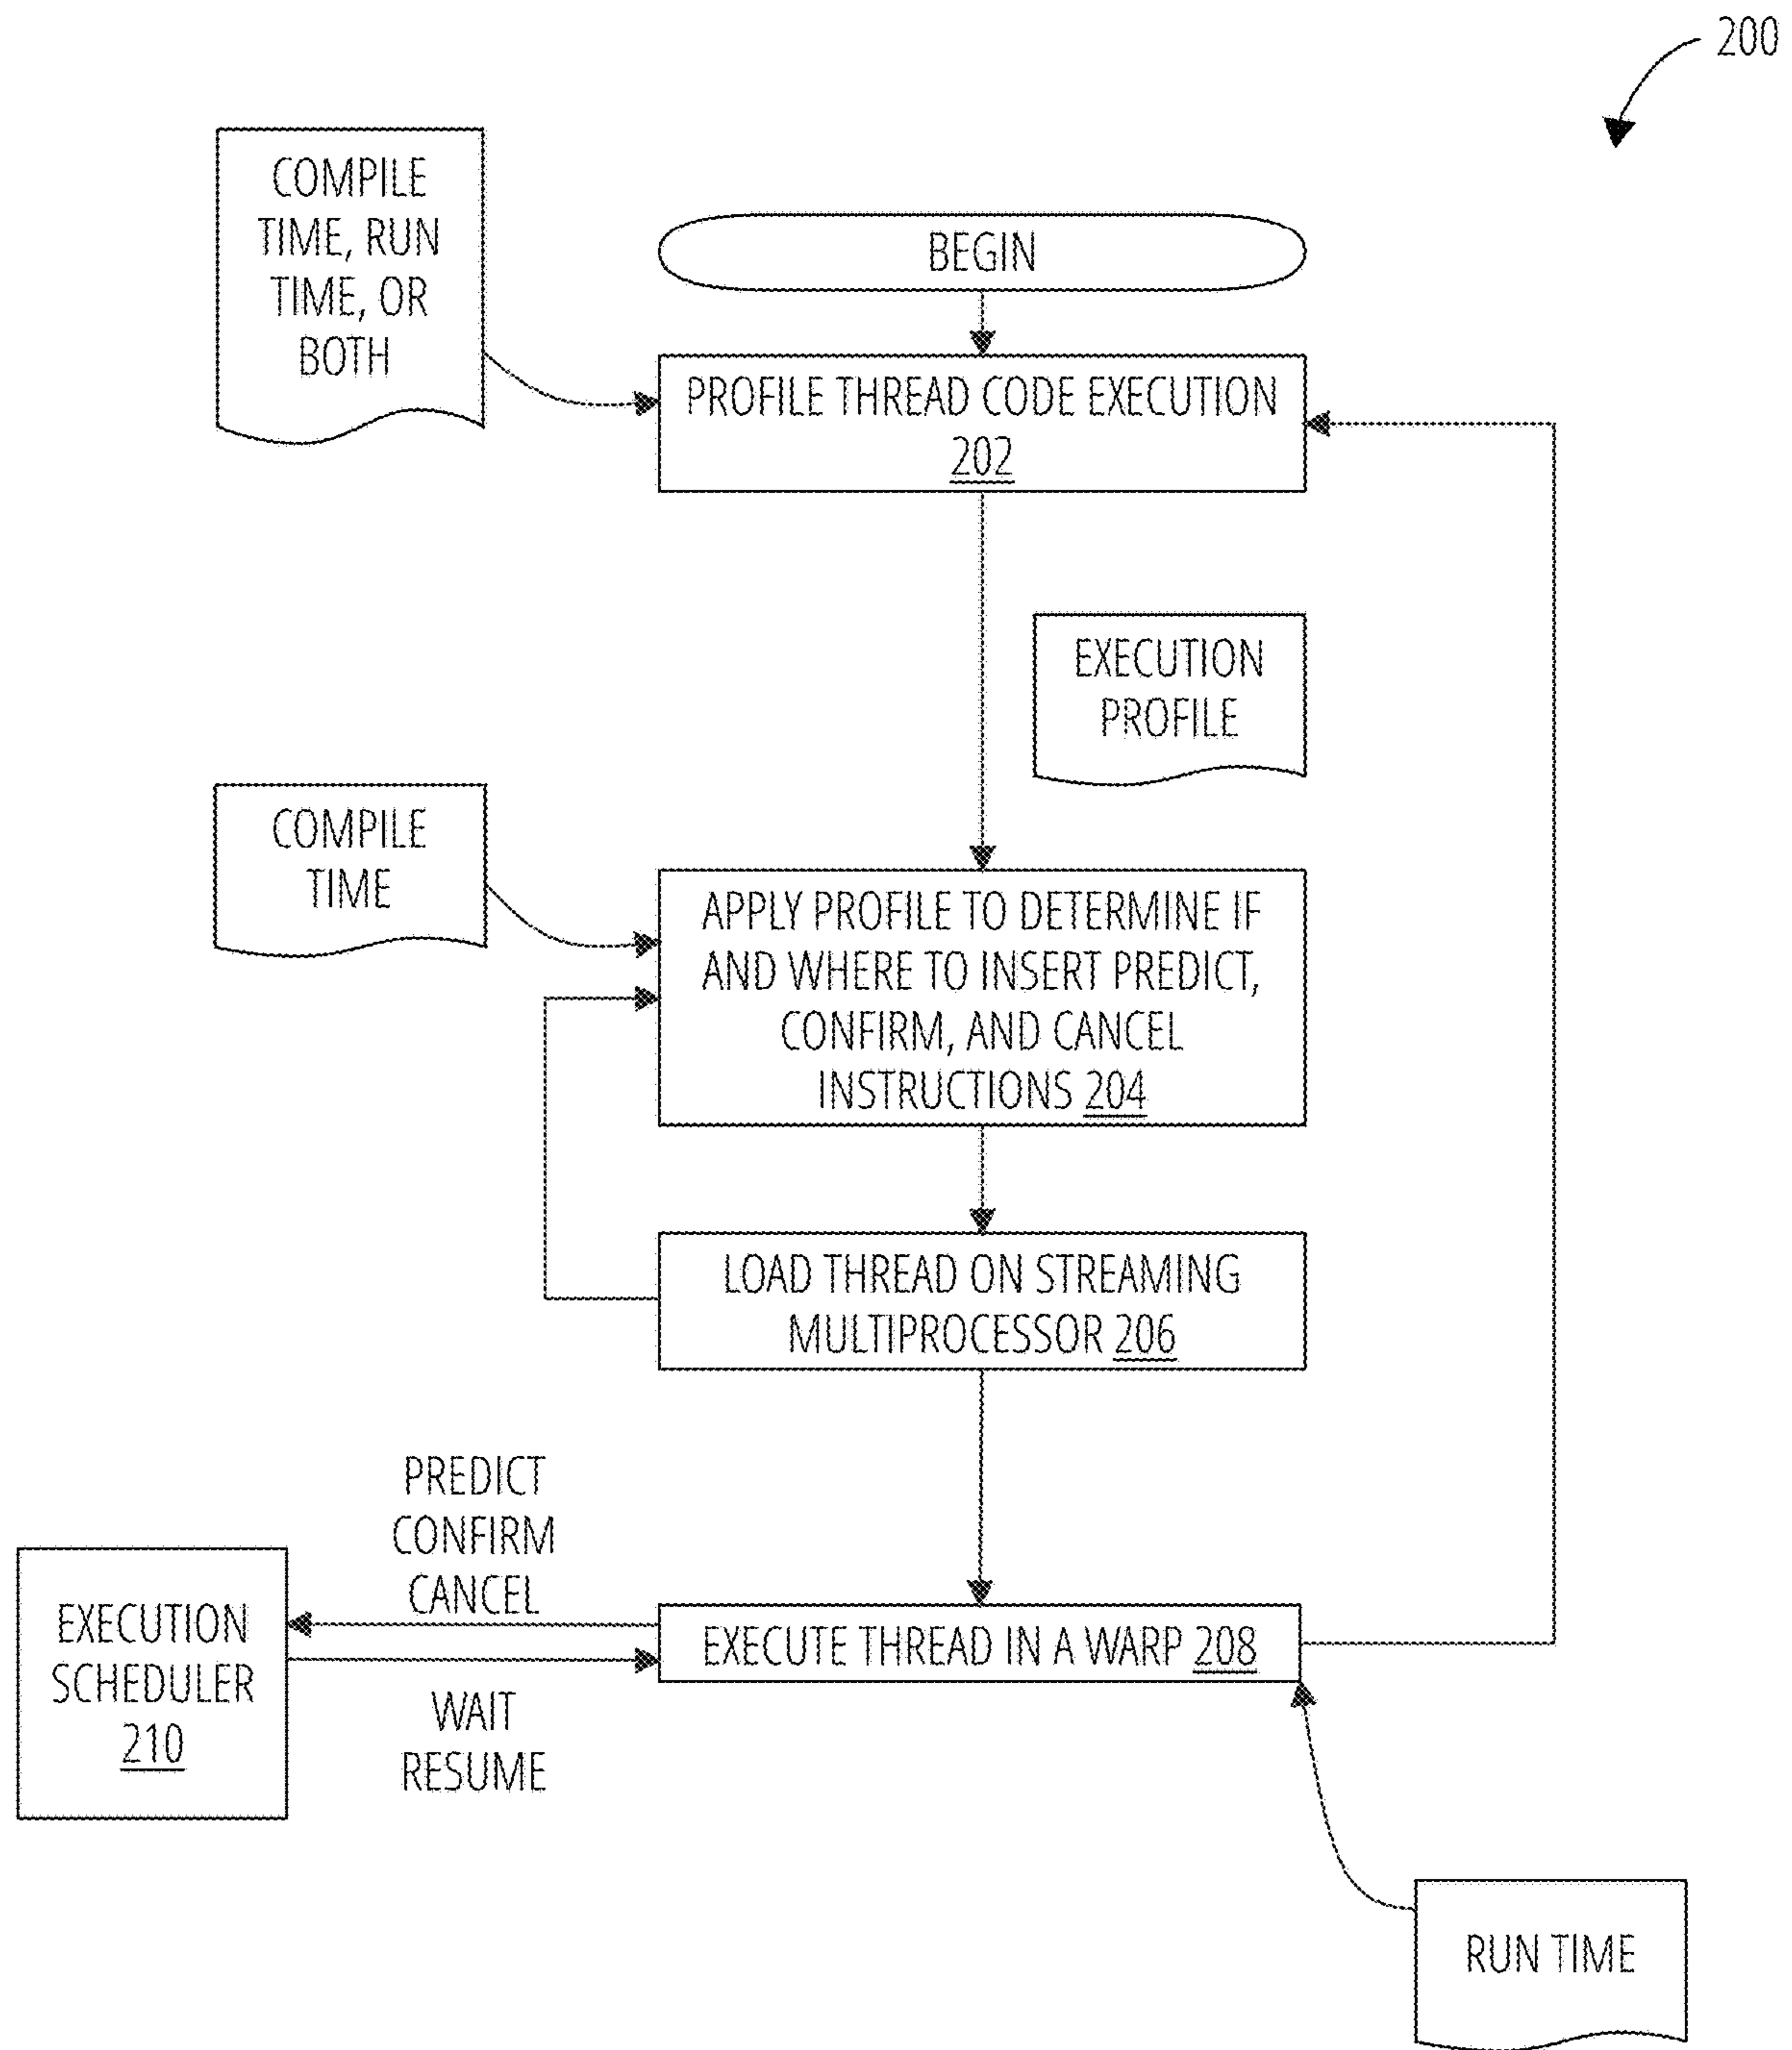 200
COMPILE
TIME, RUN
TIME, OR
BOTH
BEGIN
PROFILE THREAD CODE EXECUTION
202
EXECUTION
PROFILE
COMPILE
TIME
APPLY PROFILE TO DETERMINE IF
AND WHERE TO INSERT PREDICT,
CONFIRM, AND CANCEL
INSTRUCTIONS 204
LOAD THREAD ON STREAMING
MULTIPROCESSOR 206
PREDICT
CONFIRM
CANCEL
EXECUTION
SCHEDULER
210
EXECUTE THREAD IN A WARP 208
WAIT
RESUME
RUN TIME